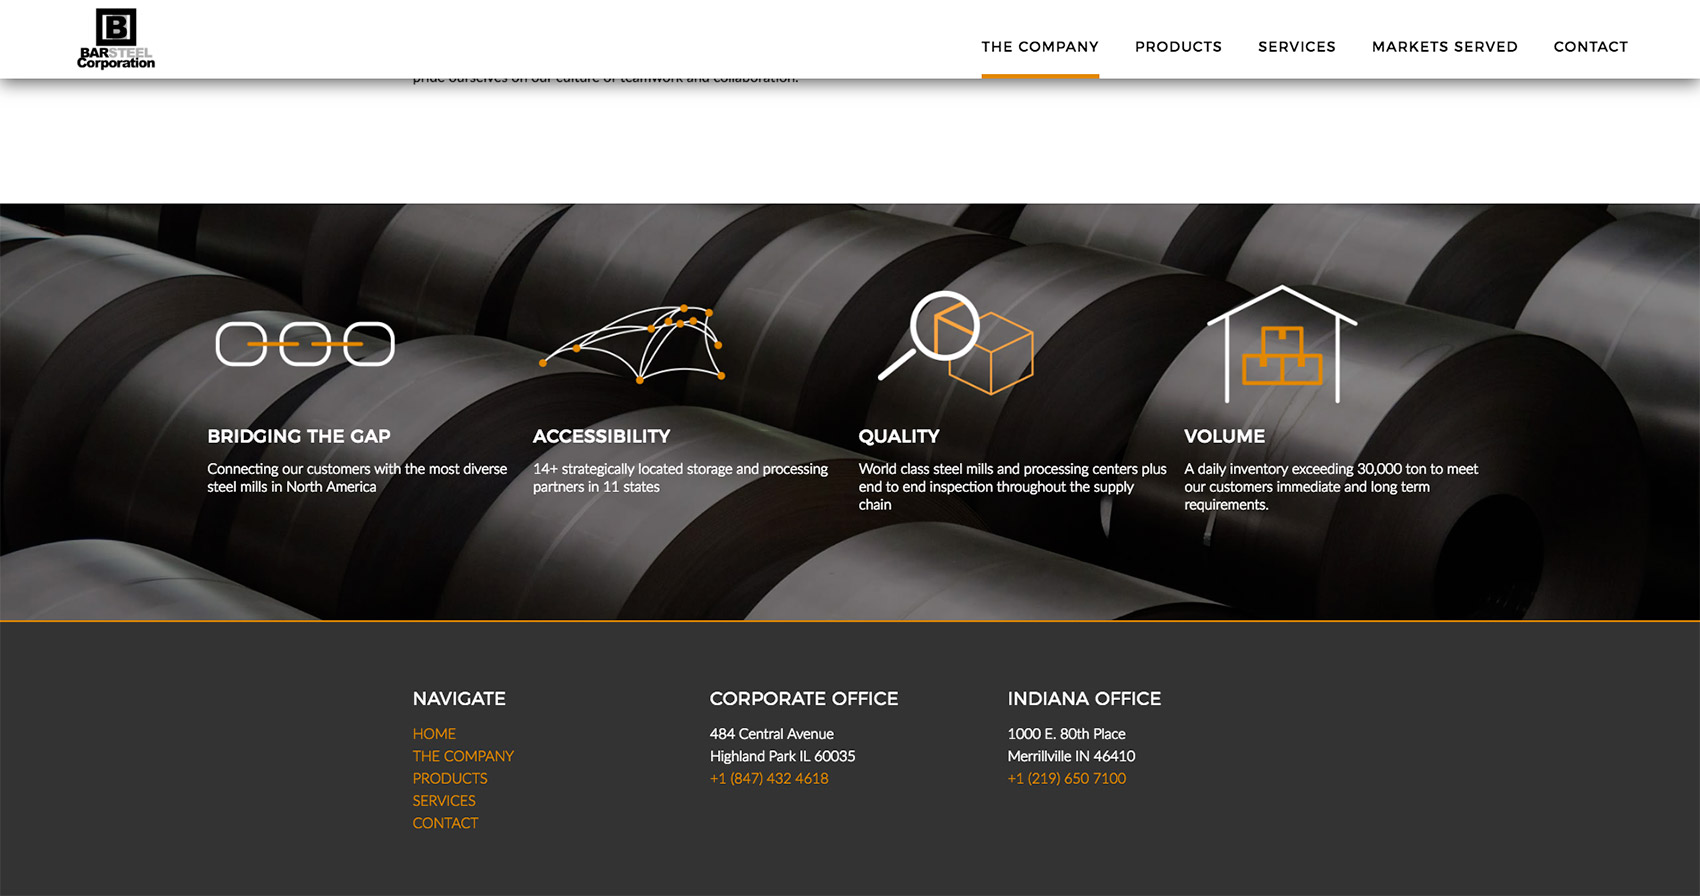 B
BARSTEEL
Corporation
THE COMPANY PRODUCTS SERVICES MARKETS SERVED CONTACT
pride ourselves on our culture of teamwork and collaboration.
BRIDGING THE GAP
Connecting our customers with the most diverse
steel mills in North America
ACCESSIBILITY
14+ strategically located storage and processing
partners in 11 states
QUALITY
World class steel mills and processing centers plus
end to end inspection throughout the supply
chain
VOLUME
A daily inventory exceeding 30,000 ton to meet
our customers immediate and long term
requirements.
NAVIGATE
HOME
THE COMPANY
PRODUCTS
SERVICES
CONTACT
CORPORATE OFFICE
484 Central Avenue
Highland Park IL 60035
+1 (847) 432 4618
INDIANA OFFICE
1000 E. 80th Place
Merrillville IN 46410
+1 (219) 650 7100